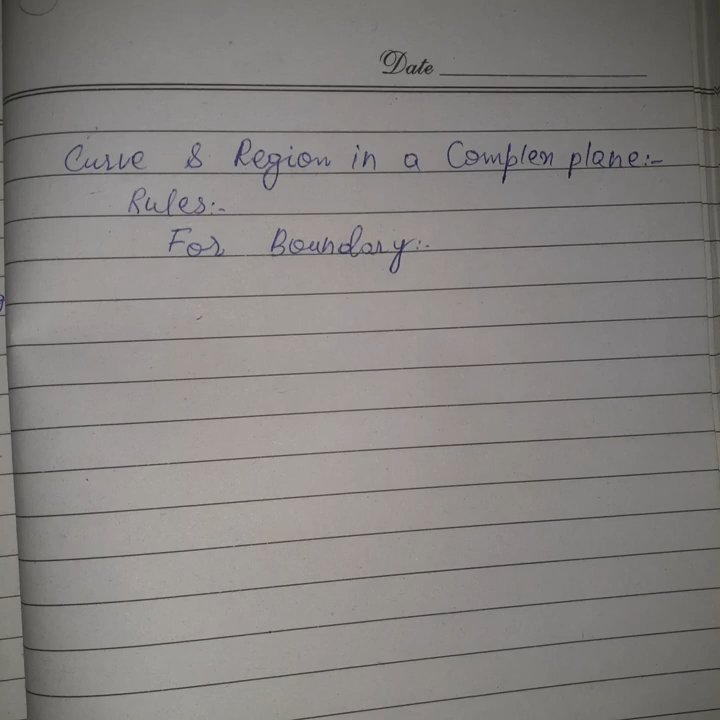 Date
Curve & Region in a Complex plane:-
Rules:-
For Boundary:-